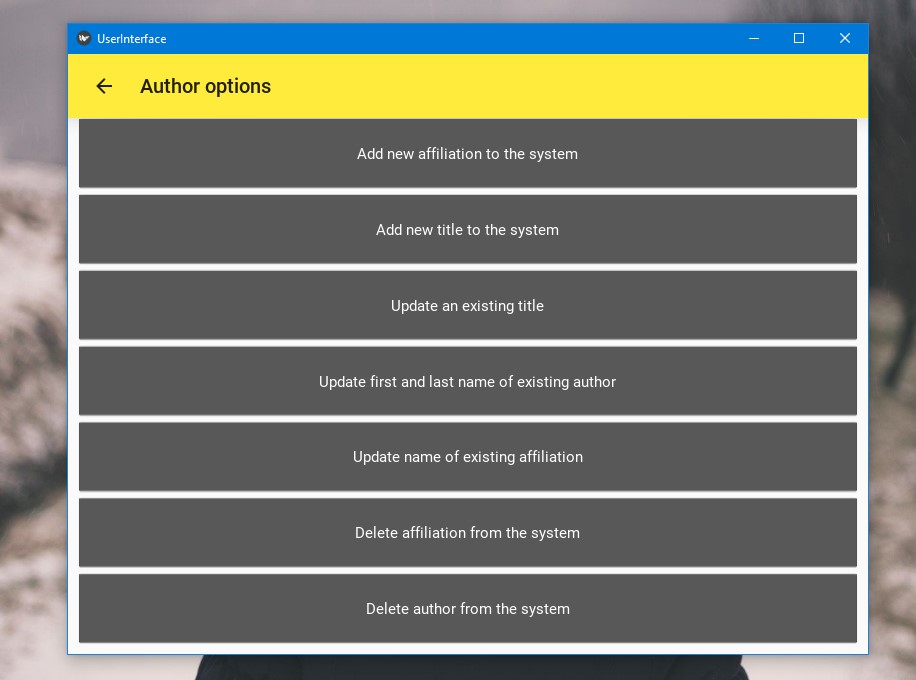 UserInterface
Author options
Add new affiliation to the system
Add new title to the system
Update an existing title
Update first and last name of existing author
Update name of existing affiliation
Delete affiliation from the system
Delete author from the system